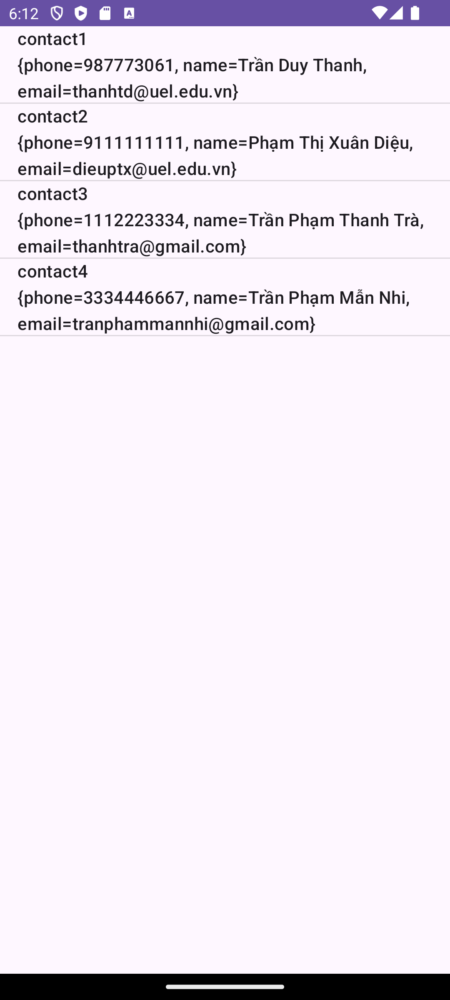 6:12
contact1
{phone=987773061, name=Trần Duy Thanh,
email=thanhtd@uel.edu.vn}
contact2
{phone=9111111111, name=Phạm Thị Xuân Diệu,
email=dieuptx@uel.edu.vn}
contact3
{phone=1112223334, name=Trần Phạm Thanh Trà,
email=thanhtra@gmail.com}
contact4
{phone=3334446667, name=Trần Phạm Mẫn Nhi,
email=tranphammannhi@gmail.com}